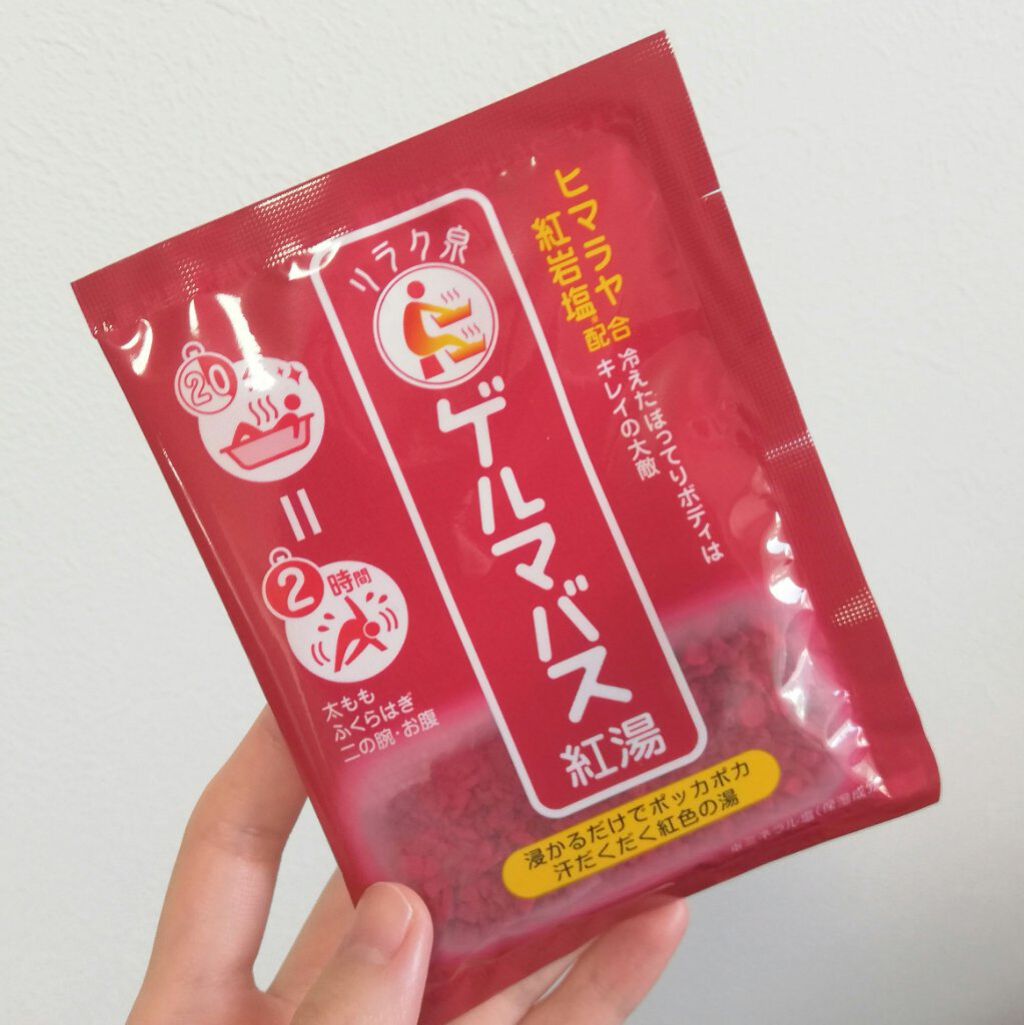 ヒマラヤ
紅岩塩配合
冷えたぽってりボディは
キレイの大敵
リラク泉
ゲルマバス
紅湯
20
2時間
太もも
ふくらはぎ
二の腕・お腹
浸かるだけでポッカポカ
汗だくだく紅色の湯